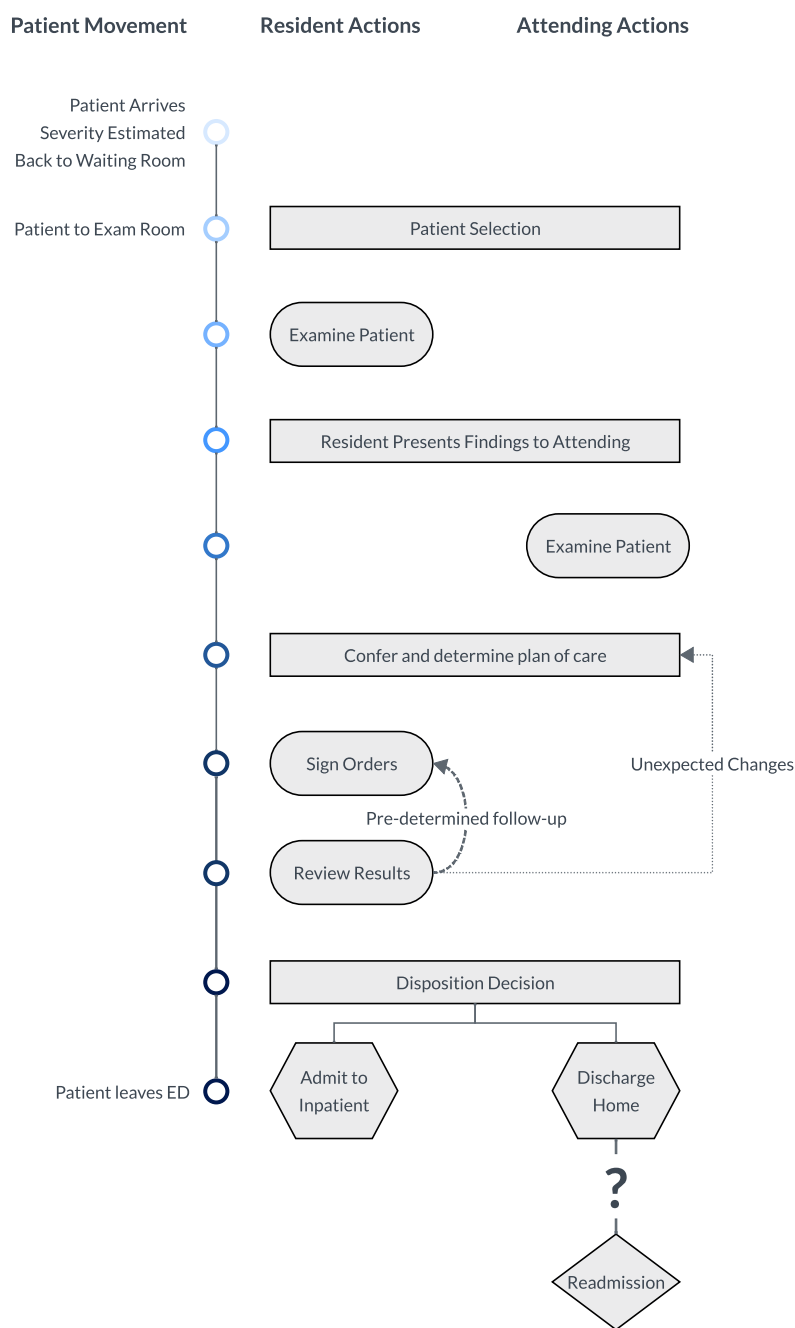 Patient Movement
Resident Actions
Attending Actions
Patient Arrives
Severity Estimated
Back to Waiting Room
Patient to Exam Room
Patient Selection
Examine Patient
Resident Presents Findings to Attending
Examine Patient
Confer and determine plan of care
Sign Orders
Unexpected Changes
Pre-determined follow-up
Review Results
Disposition Decision
Patient leaves ED
Admit to
Inpatient
Discharge
Home
?
Readmission